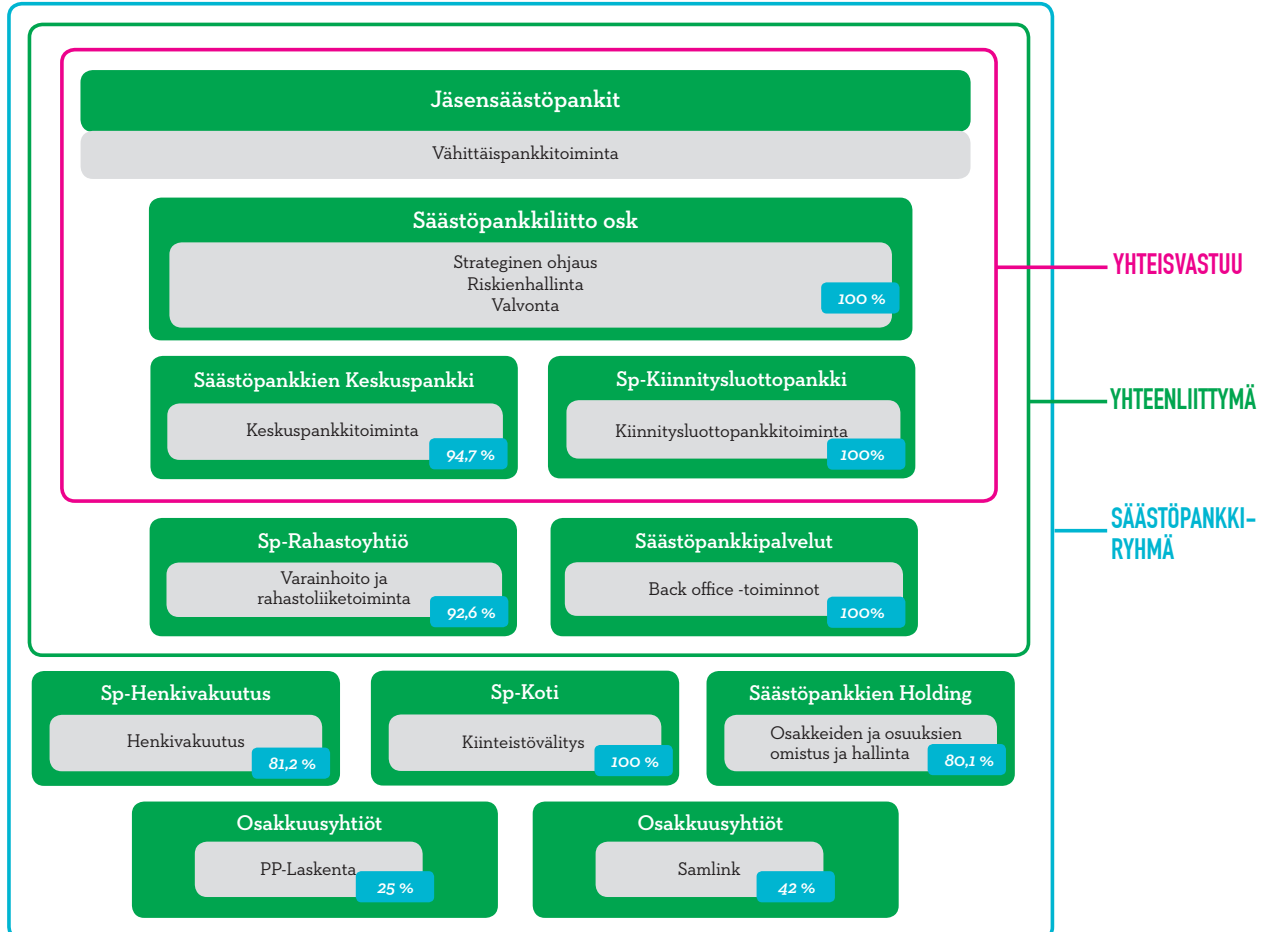 Jäsensäästöpankit
Vähittäispankkitoiminta
Säästöpankkiliitto osk
Strateginen ohjaus
Riskienhallinta
Valvonta
100 %
YHTEISVASTUU
Säästöpankkien Keskuspankki
Keskuspankkitoiminta
94,7 %
Sp-Kiinnitysluottopankki
Kiinnitysluottopankkitoiminta
100%
YHTEENLIITTYMÄ
Sp-Rahastoyhtiö
Varainhoito ja
rahastoliiketoiminta
92,6 %
Säästöpankkipalvelut
Back office -toiminnot
100%
SÄÄSTÖPANKKI-
RYHMÄ
Sp-Henkivakuutus
Henkivakuutus
81,2 %
Sp-Koti
Kiinteistövälitys
100 %
Säästöpankkien Holding
Osakkeiden ja osuuksien
omistus ja hallinta
80,1 %
Osakkuusyhtiöt
PP-Laskenta
25 %
Osakkuusyhtiöt
Samlink
42 %